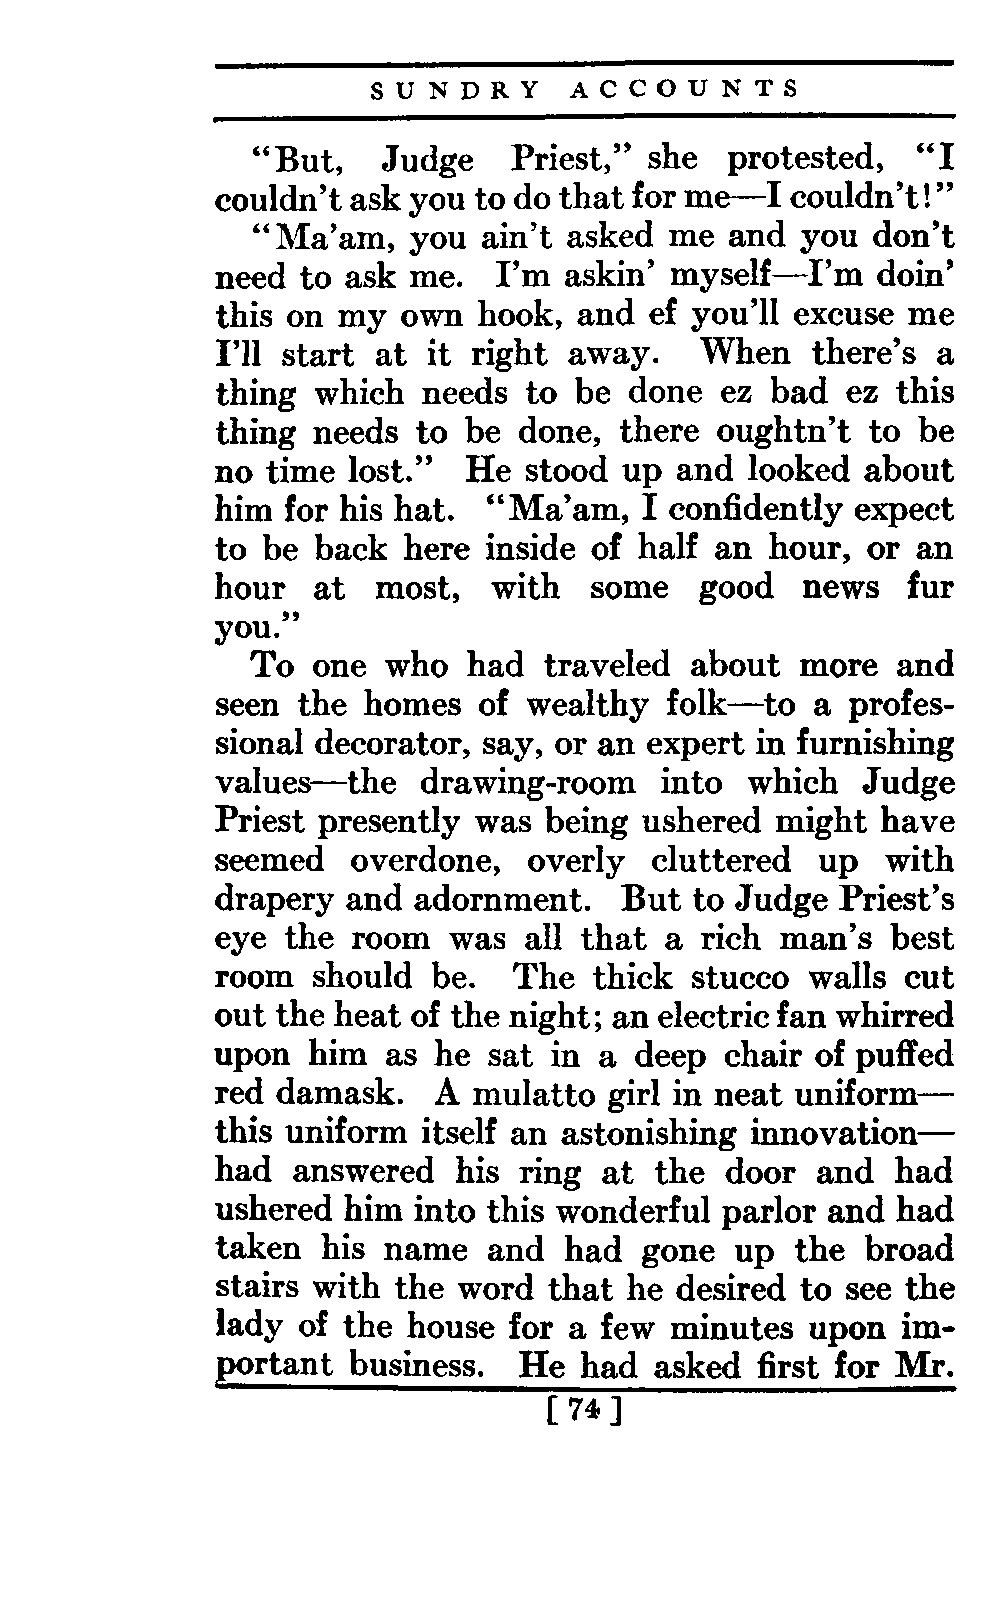 SUNDRY ACCOUNTS
“But, Judge Priest,” she protested, “I
couldn’t ask you to do that for me—I couldn’t!”
“Ma’am, you ain’t asked me and you don’t
need to ask me. I’m askin’ myself—I’m doin’
this on my own hook, and ef you’ll excuse me
I’ll start at it right away. When there’s a
thing which needs to be done ez bad ez this
thing needs to be done, there oughtn’t to be
no time lost.” He stood up and looked about
him for his hat. “Ma’am, I confidently expect
to be back here inside of half an hour, or an
hour at most, with some good news fur
you.”
To one who had traveled about more and
seen the homes of wealthy folk—to a profes-
sional decorator, say, or an expert in furnishing
values—the drawing-room into which Judge
Priest presently was being ushered might have
seemed overdone, overly cluttered up with
drapery and adornment. But to Judge Priest’s
eye the room was all that a rich man’s best
room should be. The thick stucco walls cut
out the heat of the night; an electric fan whirred
upon him as he sat in a deep chair of puffed
red damask. A mulatto girl in neat uniform—
this uniform itself an astonishing innovation—
had answered his ring at the door and had
ushered him into this wonderful parlor and had
taken his name and had gone up the broad
stairs with the word that he desired to see the
lady of the house for a few minutes upon im-
portant business. He had asked first for Mr.
[ 74 ]